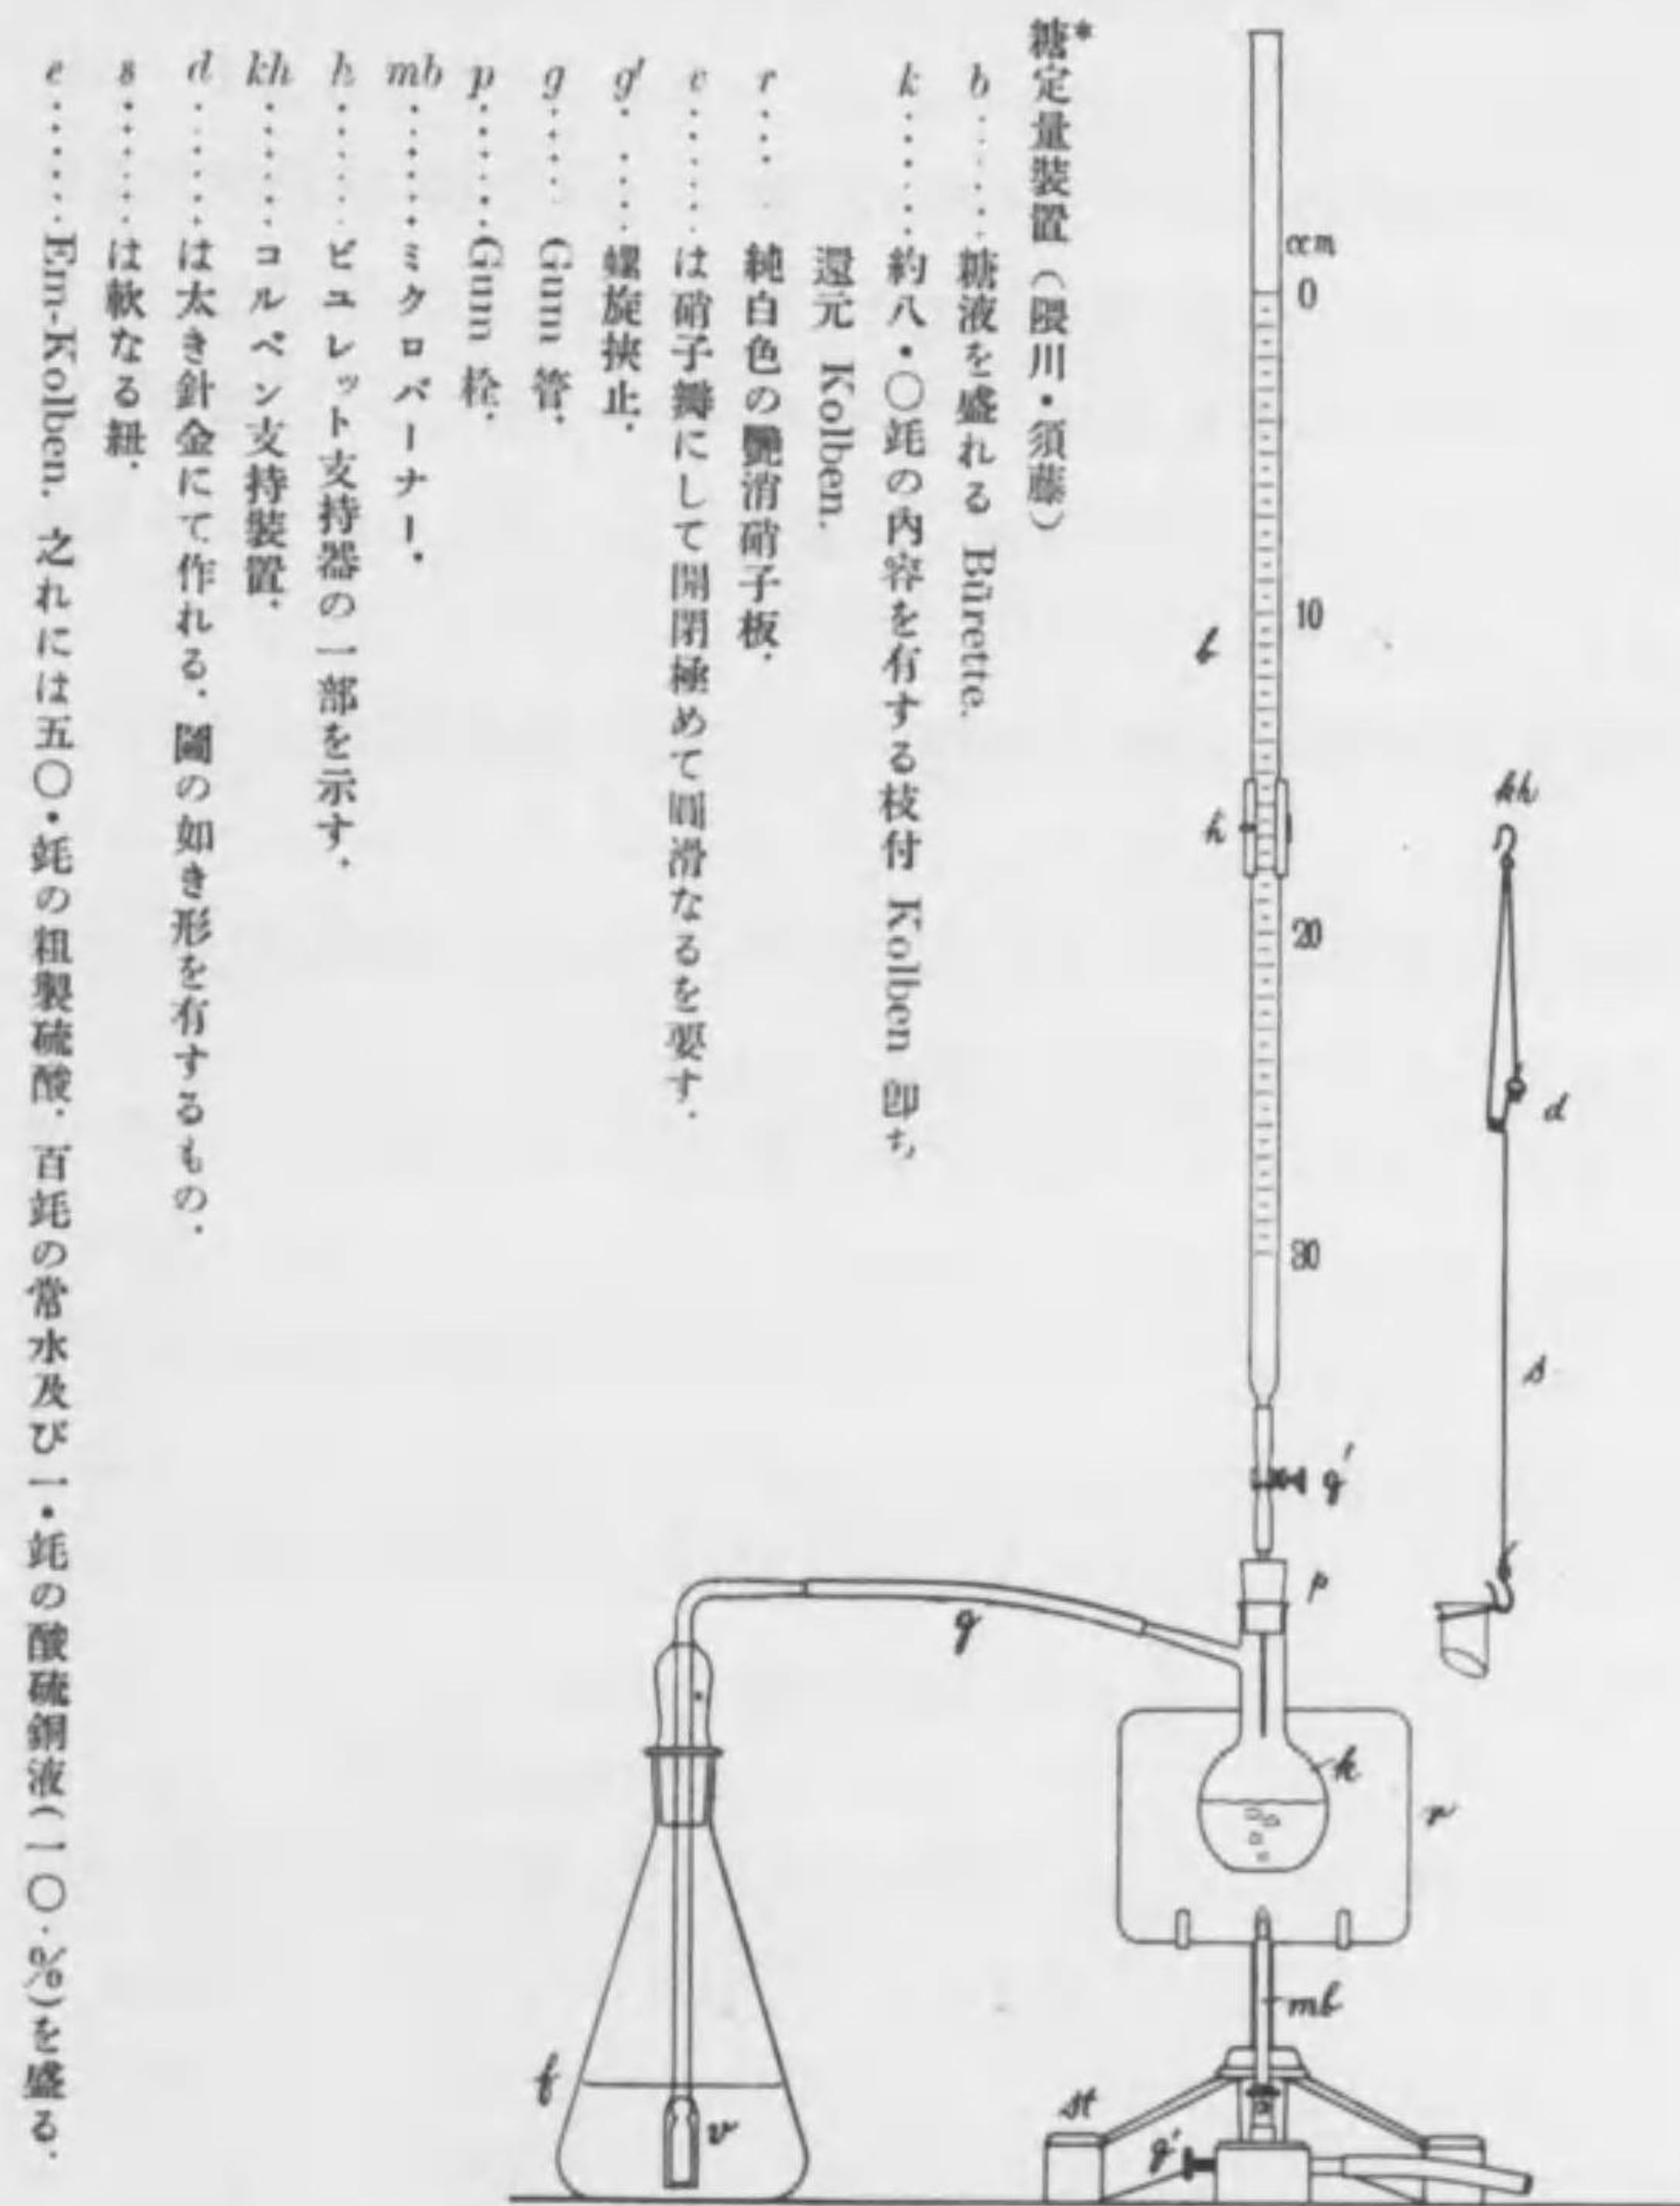 *糖定量裝置(隈川・須藤)
b......糖液を盛れる Bürette.
k......約八・〇竓の內容を有する枝付 Kolben 卽ち
還元 Kolben.
r......純白色の艷消硝子板.
v......は硝子瓣にして開閉極めて圓滑なるを要す.
g'......螺旋挾止.
g......Gum 管.
p......Gum 栓.
mb......ミクロバーナー.
h......ビユレット支持器の一部を示す.
kh......コルベン支持裝置.
d......は太き針金にて作れる.圖の如き形を有するもの.
s......は軟なる紐.
e......Em-Kolben. 之れには五〇・竓の粗製硫酸.百竓の常水及び一・竓の酸硫銅液(一〇.%)を盛る.
ccm
0
10
b
h
20
30
kh
d
s
g'
p
g
k
r
mb
f
v
st
g'